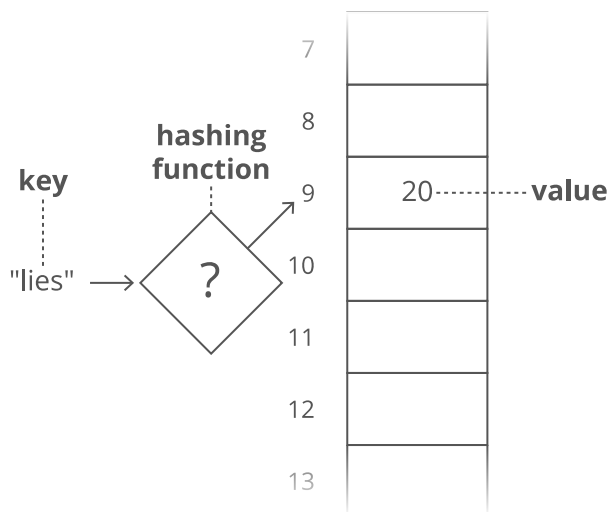 7
8
hashing
function
key
9
20
value
"lies"
?
10
11
12
13